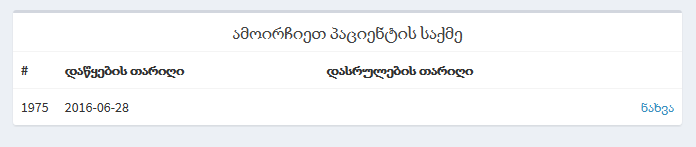 ამოირჩიეთ პაციენტის საქმე
# დაწყების თარიღი დასრულების თარიღი
1975 2016-06-28 ნახვა